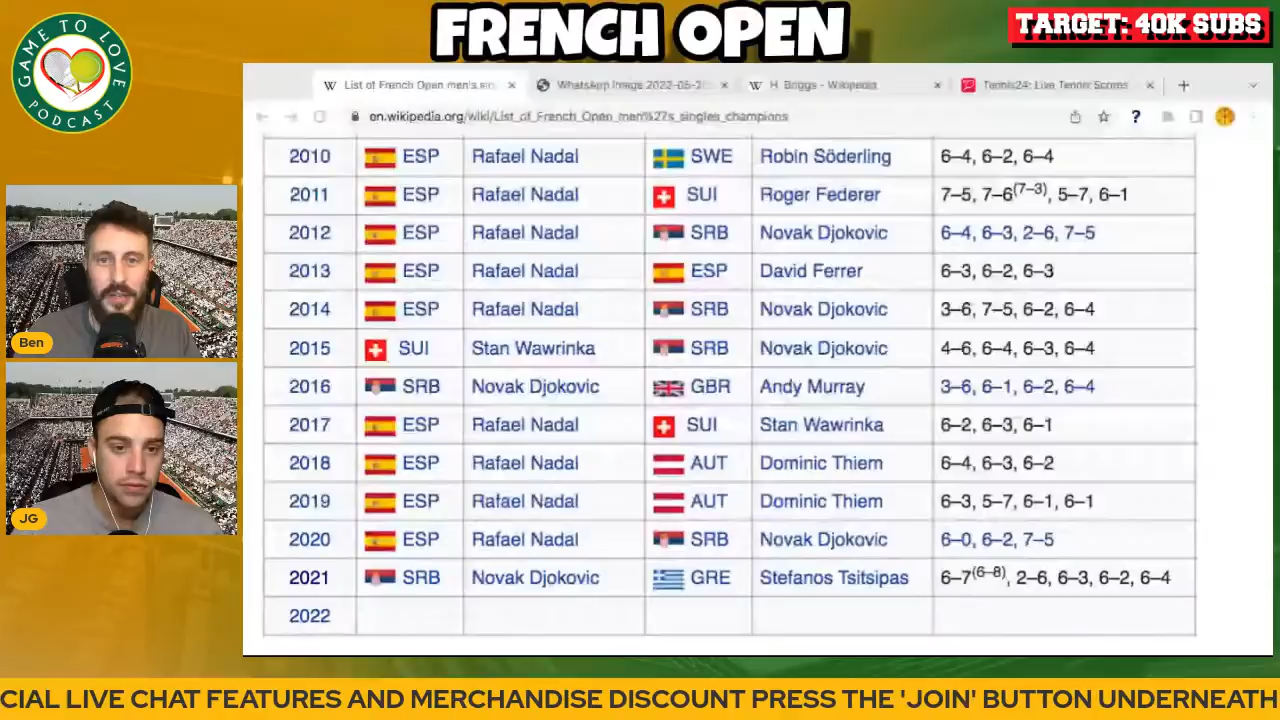 GAME TO LOVE
PODCAST
FRENCH OPEN
TARGET: 40K SUBS
List of French Open men's sin
WhatsApp Image 2022-05-2
H. Briggs - Wikipedia
Tennis24: Live Tennis Scores
en.wikipedia.org/wiki/List_of_French_Open_men%27s_singles_champions
2010 ESP Rafael Nadal SWE Robin Söderling 6–4, 6–2, 6–4
2011 ESP Rafael Nadal SUI Roger Federer 7–5, 7–6(7–3), 5–7, 6–1
2012 ESP Rafael Nadal SRB Novak Djokovic 6–4, 6–3, 2–6, 7–5
2013 ESP Rafael Nadal ESP David Ferrer 6–3, 6–2, 6–3
2014 ESP Rafael Nadal SRB Novak Djokovic 3–6, 7–5, 6–2, 6–4
2015 SUI Stan Wawrinka SRB Novak Djokovic 4–6, 6–4, 6–3, 6–4
2016 SRB Novak Djokovic GBR Andy Murray 3–6, 6–1, 6–2, 6–4
2017 ESP Rafael Nadal SUI Stan Wawrinka 6–2, 6–3, 6–1
2018 ESP Rafael Nadal AUT Dominic Thiem 6–4, 6–3, 6–2
2019 ESP Rafael Nadal AUT Dominic Thiem 6–3, 5–7, 6–1, 6–1
2020 ESP Rafael Nadal SRB Novak Djokovic 6–0, 6–2, 7–5
2021 SRB Novak Djokovic GRE Stefanos Tsitsipas 6–7(6–8), 2–6, 6–3, 6–2, 6–4
2022
Ben
JG
CIAL LIVE CHAT FEATURES AND MERCHANDISE DISCOUNT PRESS THE 'JOIN' BUTTON UNDERNEATH